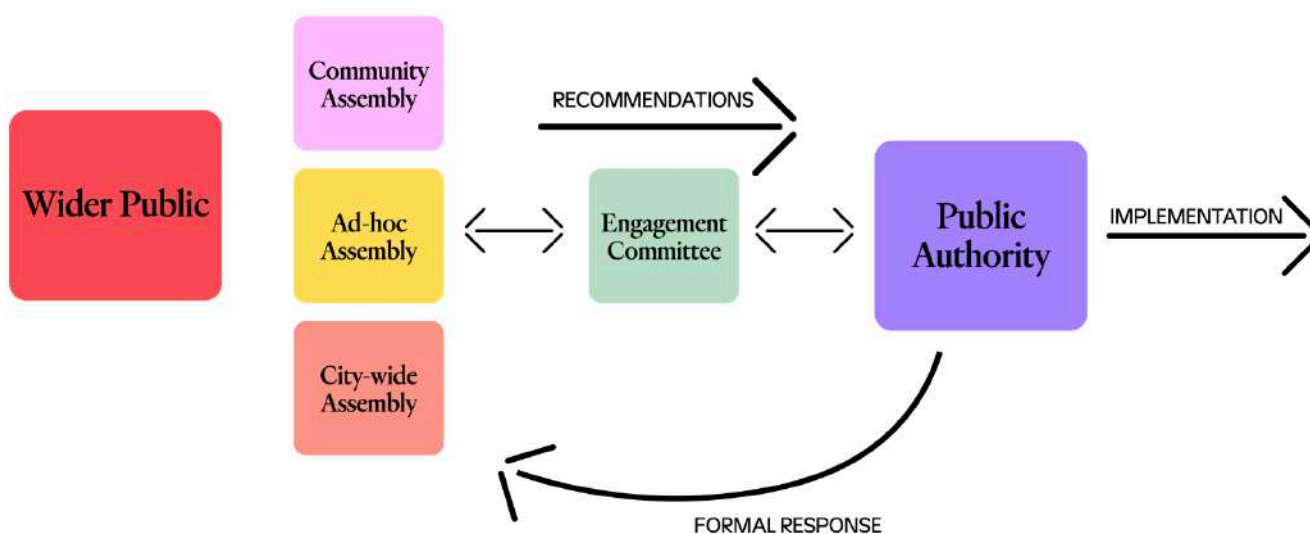 Wider Public
Community
Assembly
Ad-hoc
Assembly
City-wide
Assembly
RECOMMENDATIONS
Engagement
Committee
Public
Authority
IMPLEMENTATION
FORMAL RESPONSE